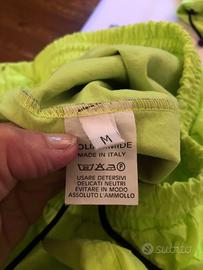 M
MADE IN ITALY
USARE DETERSIVI
DELICATI NEUTRI
EVITARE IN MODO
ASSOLUTO L'AMMOLLO
subito